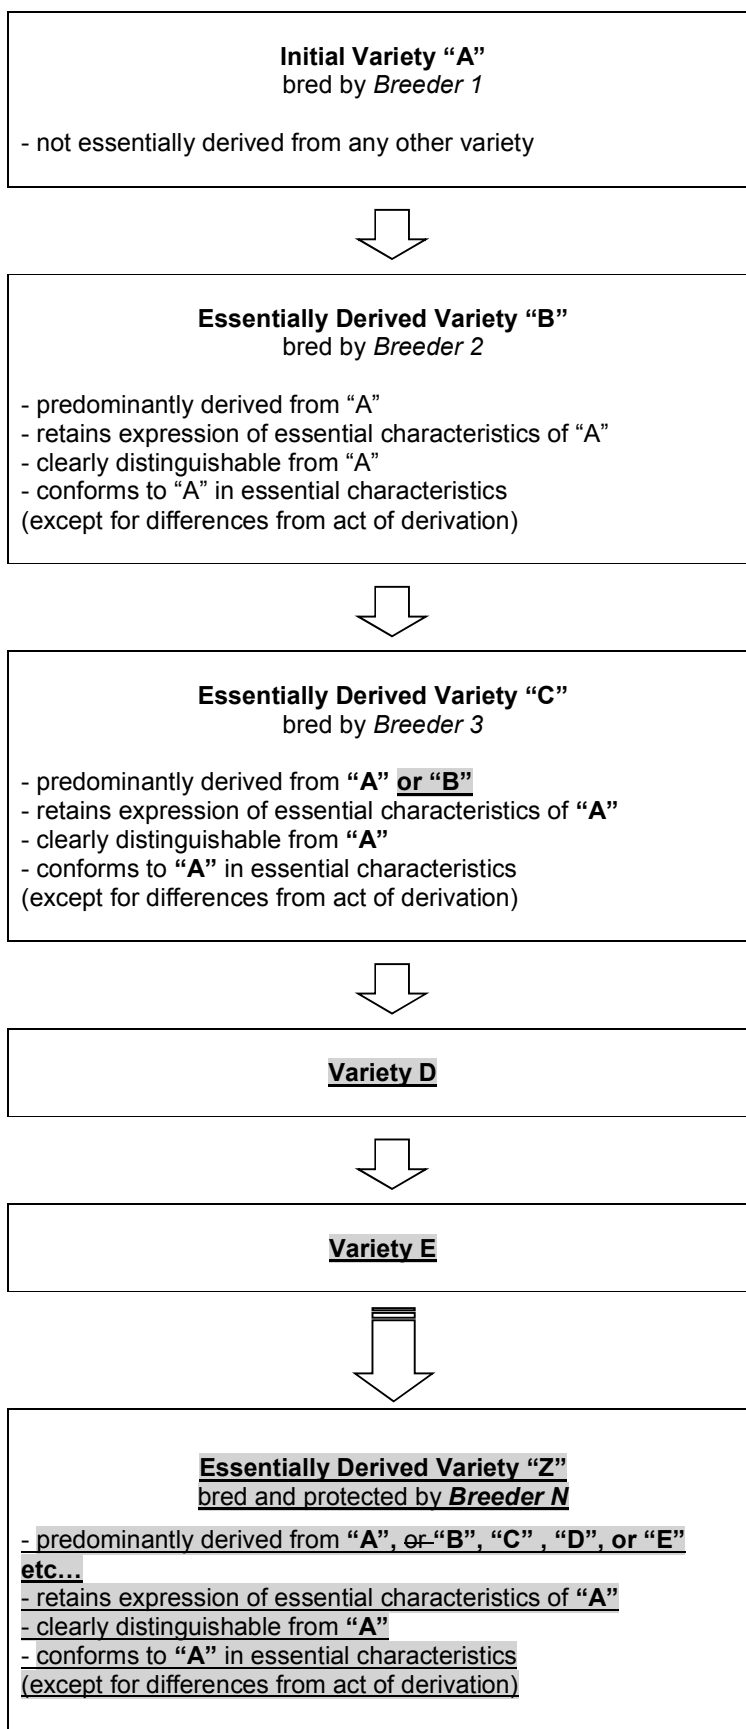 Initial Variety “A”
bred by Breeder 1
- not essentially derived from any other variety
Essentially Derived Variety “B”
bred by Breeder 2
- predominantly derived from “A”
- retains expression of essential characteristics of “A”
- clearly distinguishable from “A”
- conforms to “A” in essential characteristics
(except for differences from act of derivation)
Essentially Derived Variety “C”
bred by Breeder 3
- predominantly derived from “A” or “B”
- retains expression of essential characteristics of “A”
- clearly distinguishable from “A”
- conforms to “A” in essential characteristics
(except for differences from act of derivation)
Variety D
Variety E
Essentially Derived Variety “Z”
bred and protected by Breeder N
- predominantly derived from “A”, or “B”, “C” , “D”, or “E”
etc…
- retains expression of essential characteristics of “A”
- clearly distinguishable from “A”
- conforms to “A” in essential characteristics
(except for differences from act of derivation)